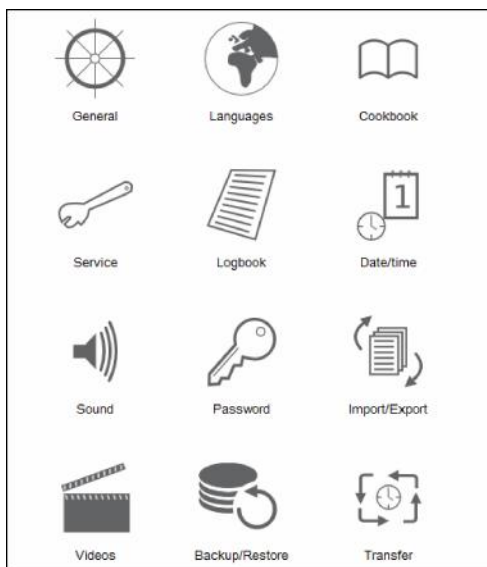 General
Languages
Cookbook
1
Service
Logbook
Date/time
Sound
Password
Import/Export
Videos
Backup/Restore
Transfer